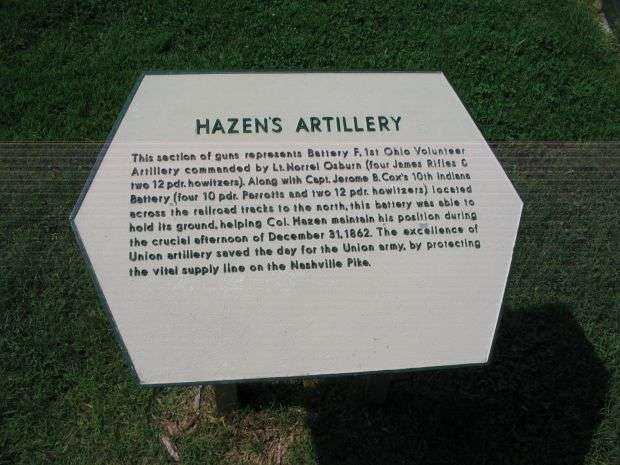 HAZEN'S ARTILLERY
This section of guns represents Battery F, 1st Ohio Volunteer
Artillery commanded by Lt. Norrel Osburn (four James Rifles &
two 12 pdr. howitzers). Along with Capt. Jerome B. Cox's 10th Indiana
Battery (four 10 pdr. Parrotts and two 12 pdr. howitzers) located
across the railroad tracks to the north, this battery was able to
hold its ground, helping Col. Hazen maintain his position during
the crucial afternoon of December 31, 1862. The excellence of
Union artillery saved the day for the Union army, by protecting
the vital supply line on the Nashville Pike.